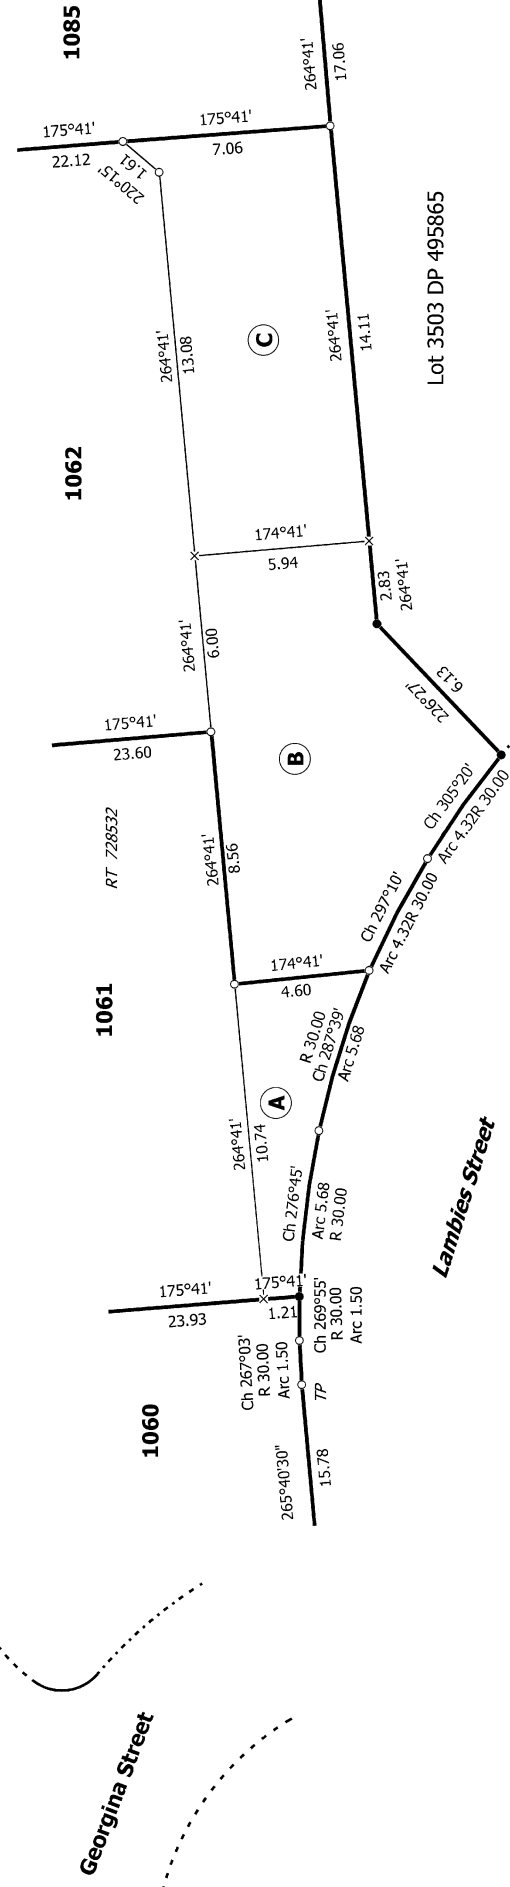 1085
264°41'
17.06
175°41'
22.12
175°41'
7.06
220°15'
1.61
264°41'
13.08
C
264°41'
14.11
Lot 3503 DP 495865
1062
174°41'
5.94
2.83
264°41'
264°41'
6.00
226°27'
6.13
175°41'
23.60
B
RT 728532
264°41'
8.56
Ch 305°20'
Arc 4.32R 30.00
Ch 297°10'
Arc 4.32R 30.00
174°41'
4.60
1061
R 30.00
Ch 287°39'
Arc 5.68
A
264°41'
10.74
Ch 276°45'
Arc 5.68
R 30.00
Lambies Street
175°41'
23.93
175°41'
1.21
Ch 269°55'
R 30.00
Arc 1.50
Ch 267°03'
R 30.00
Arc 1.50
TP
1060
265°40'30"
15.78
Georgina Street